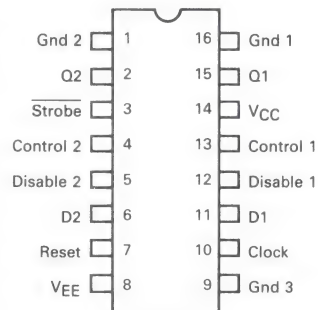 Gnd 2 1 16 Gnd 1
Q2 2 15 Q1
Strobe 3 14 VCC
Control 2 4 13 Control 1
Disable 2 5 12 Disable 1
D2 6 11 D1
Reset 7 10 Clock
VEE 8 9 Gnd 3